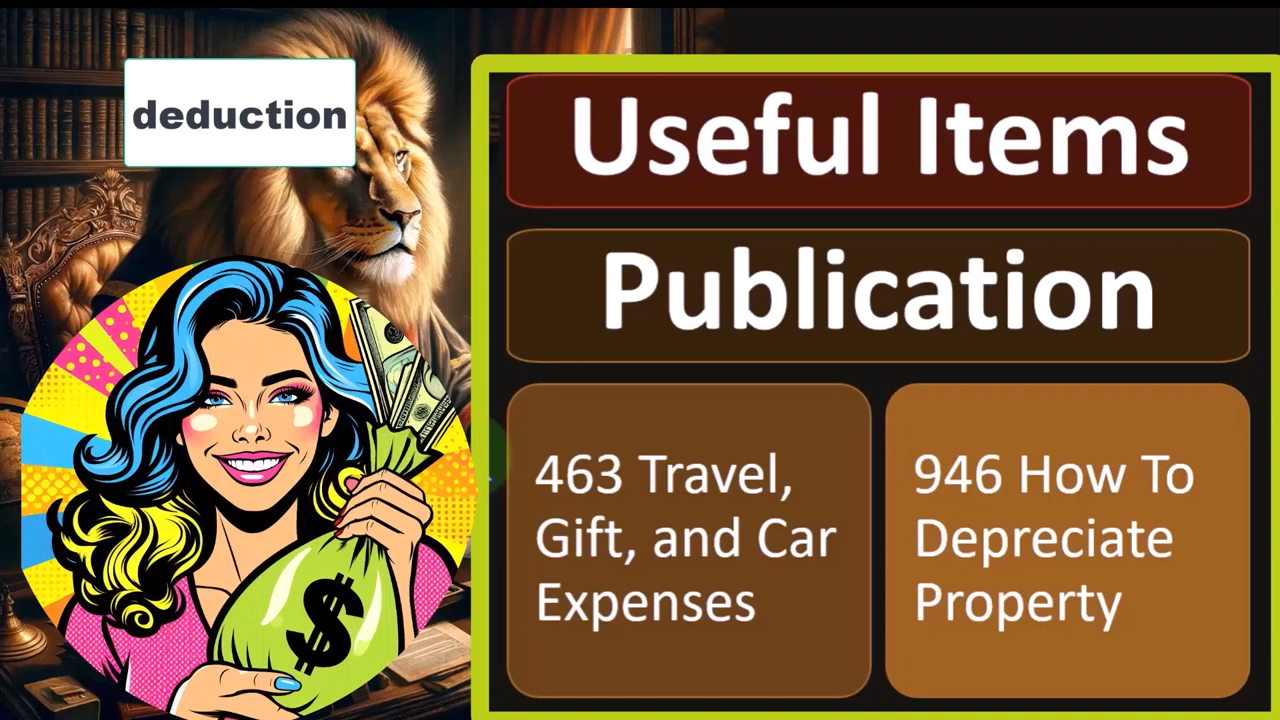 deduction
Useful Items
Publication
463 Travel,
Gift, and Car
Expenses
946 How To
Depreciate
Property
$